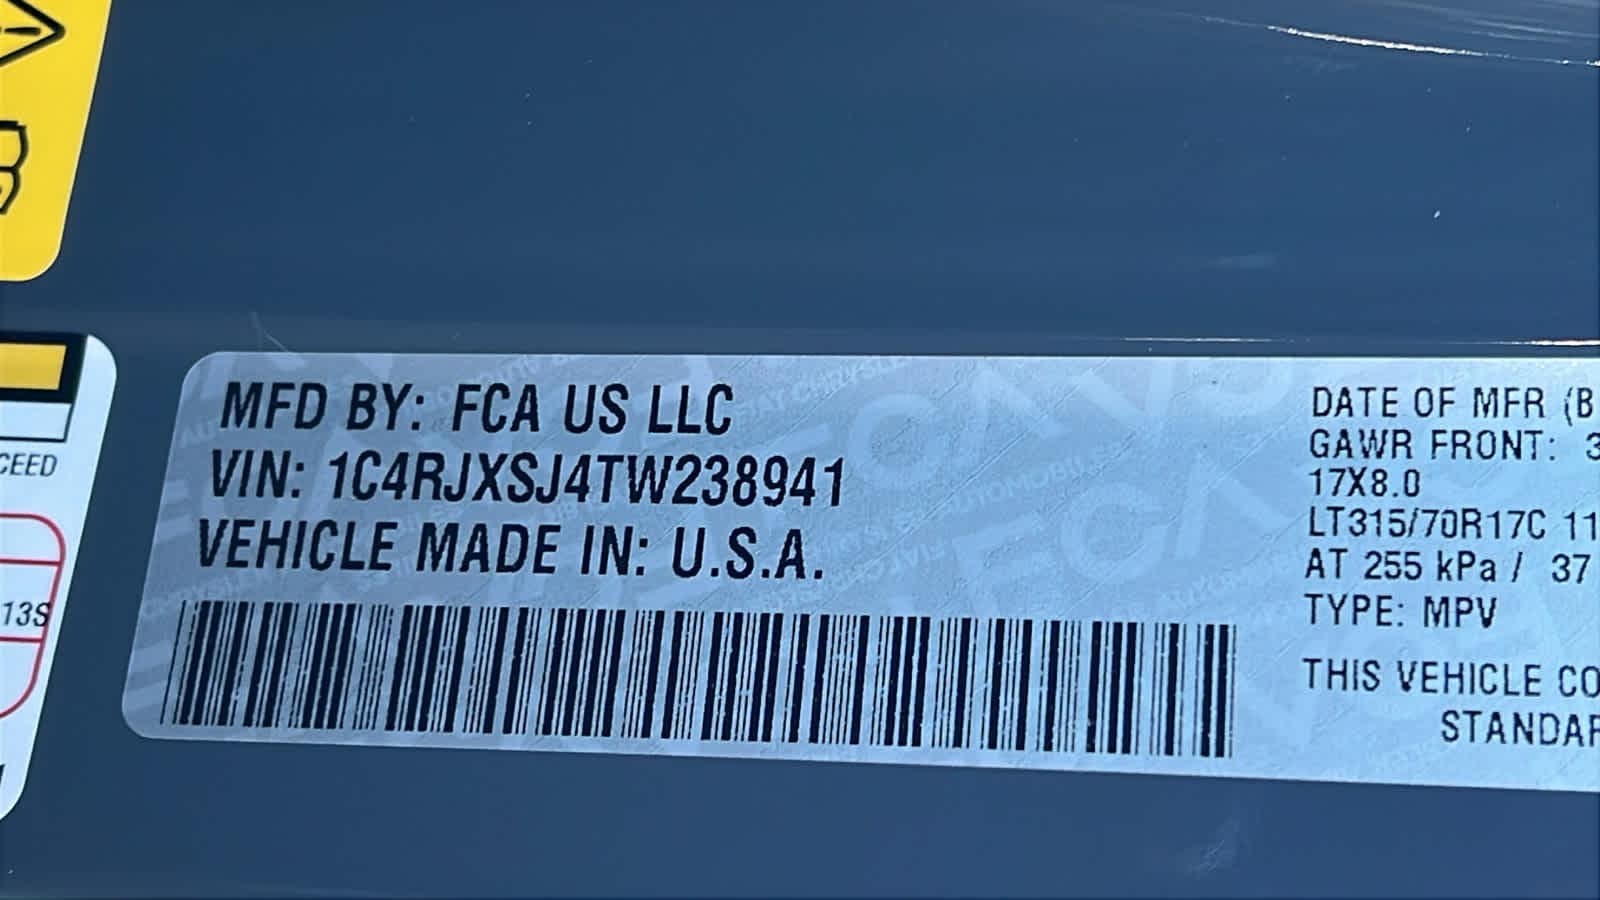 CEED
13S
MFD BY: FCA US LLC
VIN: 1C4RJXSJ4TW238941
VEHICLE MADE IN: U.S.A.
DATE OF MFR (B
GAWR FRONT: 3
17X8.0
LT315/70R17C 11
AT 255 kPa / 37
TYPE: MPV
THIS VEHICLE CO
STANDAR